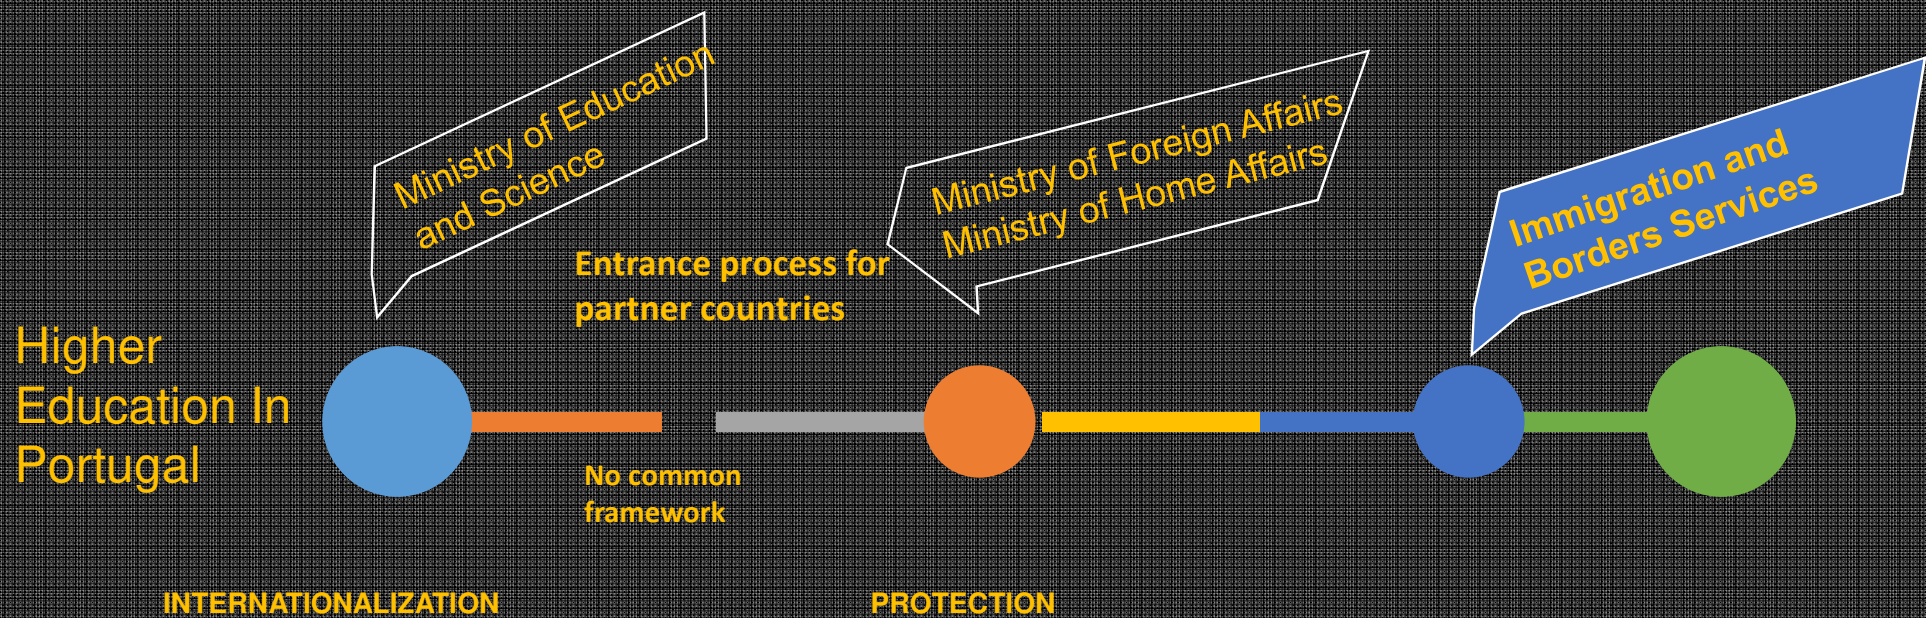 Ministry of Education
and Science
Ministry of Foreign Affairs
Ministry of Home Affairs
Immigration and
Borders Services
Entrance process for
partner countries
Higher
Education In
Portugal
No common
framework
INTERNATIONALIZATION
PROTECTION